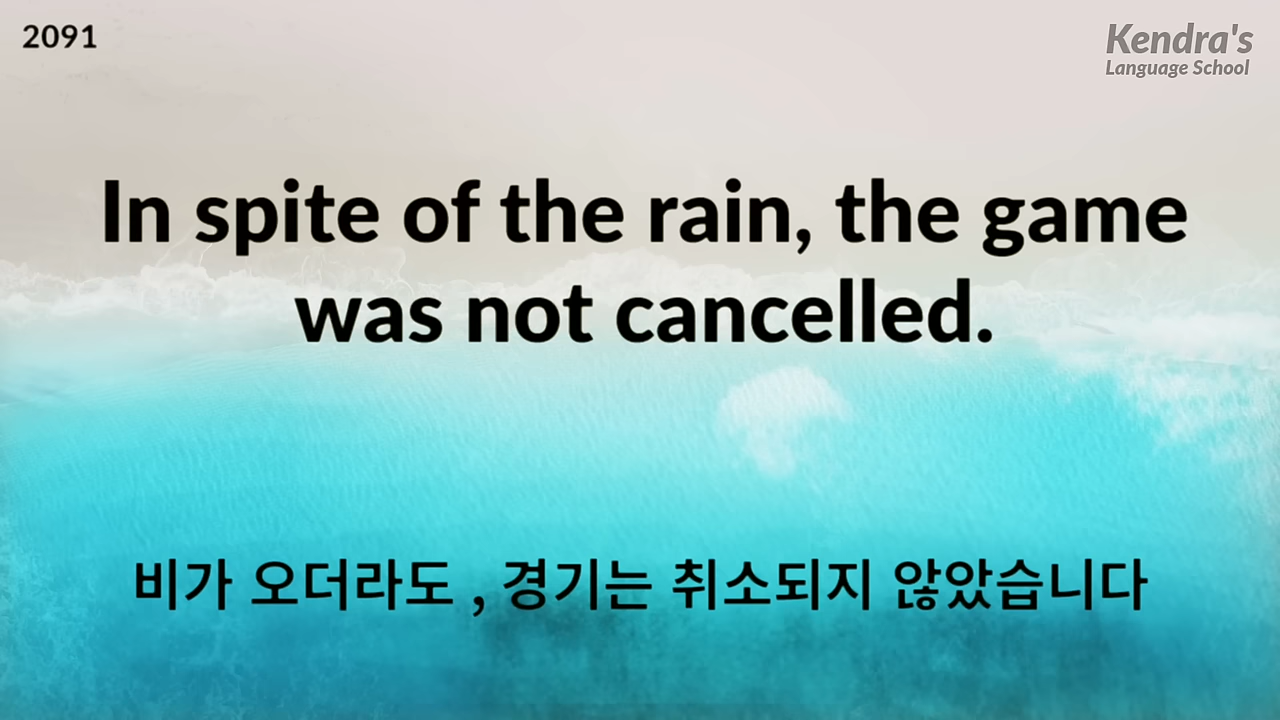 2091
Kendra's
Language School
In spite of the rain, the game
was not cancelled.
비가 오더라도 , 경기는 취소되지 않았습니다